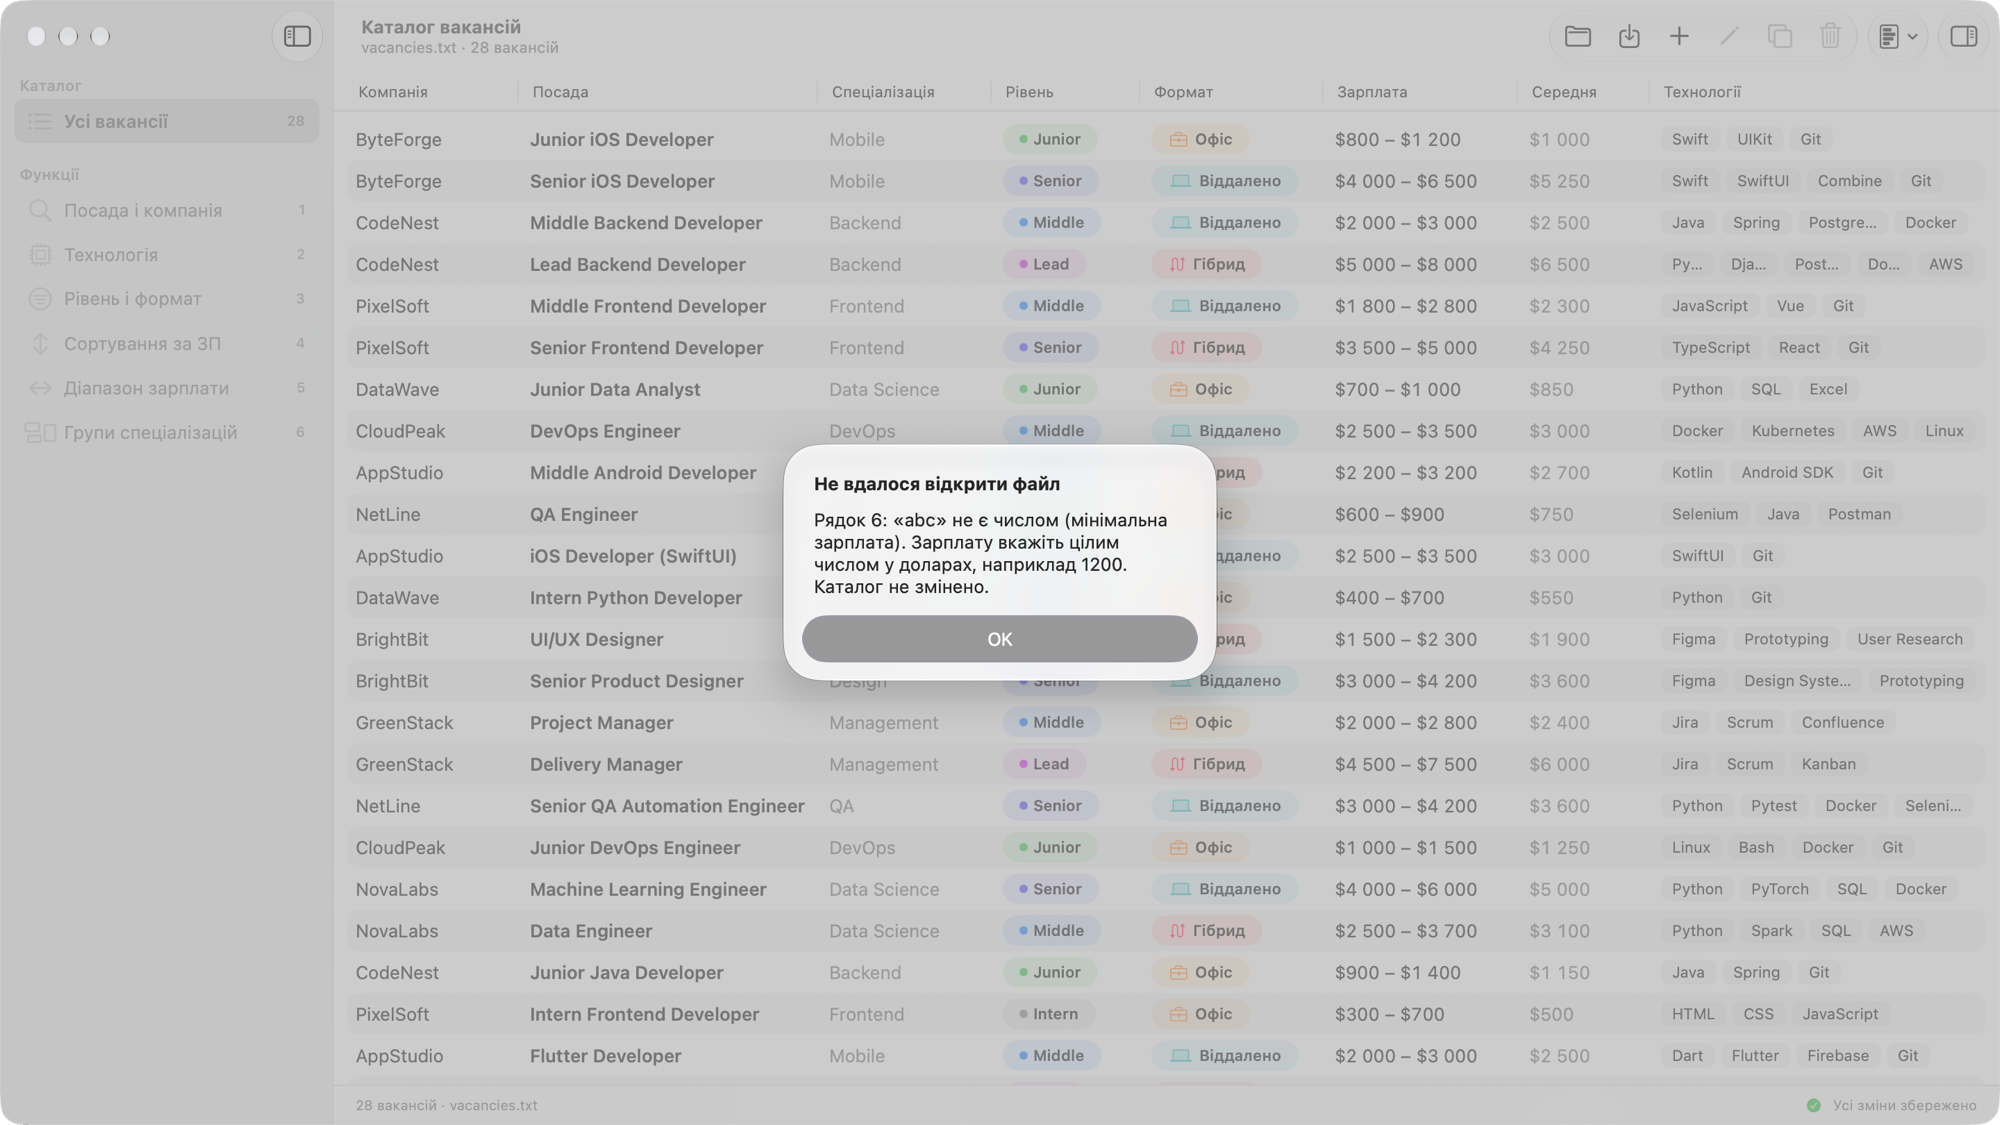 Каталог вакансій
vacancies.txt · 28 вакансій
Каталог
Усі вакансії 28
Функції
Посада і компанія 1
Технологія 2
Рівень і формат 3
Сортування за ЗП 4
Діапазон зарплати 5
Групи спеціалізацій 6
Компанія Посада Спеціалізація Рівень Формат Зарплата Середня Технології
ByteForge Junior iOS Developer Mobile Junior Офіс $800 – $1 200 $1 000 Swift UIKit Git
ByteForge Senior iOS Developer Mobile Senior Віддалено $4 000 – $6 500 $5 250 Swift SwiftUI Combine Git
CodeNest Middle Backend Developer Backend Middle Віддалено $2 000 – $3 000 $2 500 Java Spring Postgre... Docker
CodeNest Lead Backend Developer Backend Lead Гібрид $5 000 – $8 000 $6 500 Py... Dja... Post... Do... AWS
PixelSoft Middle Frontend Developer Frontend Middle Віддалено $1 800 – $2 800 $2 300 JavaScript Vue Git
PixelSoft Senior Frontend Developer Frontend Senior Гібрид $3 500 – $5 000 $4 250 TypeScript React Git
DataWave Junior Data Analyst Data Science Junior Офіс $700 – $1 000 $850 Python SQL Excel
CloudPeak DevOps Engineer DevOps Middle Віддалено $2 500 – $3 500 $3 000 Docker Kubernetes AWS Linux
AppStudio Middle Android Developer рид $2 200 – $3 200 $2 700 Kotlin Android SDK Git
NetLine QA Engineer іс $600 – $900 $750 Selenium Java Postman
AppStudio iOS Developer (SwiftUI) ддалено $2 500 – $3 500 $3 000 SwiftUI Git
DataWave Intern Python Developer іс $400 – $700 $550 Python Git
BrightBit UI/UX Designer рид $1 500 – $2 300 $1 900 Figma Prototyping User Research
BrightBit Senior Product Designer Design Senior Віддалено $3 000 – $4 200 $3 600 Figma Design Syste... Prototyping
GreenStack Project Manager Management Middle Офіс $2 000 – $2 800 $2 400 Jira Scrum Confluence
GreenStack Delivery Manager Management Lead Гібрид $4 500 – $7 500 $6 000 Jira Scrum Kanban
NetLine Senior QA Automation Engineer QA Senior Віддалено $3 000 – $4 200 $3 600 Python Pytest Docker Seleni...
CloudPeak Junior DevOps Engineer DevOps Junior Офіс $1 000 – $1 500 $1 250 Linux Bash Docker Git
NovaLabs Machine Learning Engineer Data Science Senior Віддалено $4 000 – $6 000 $5 000 Python PyTorch SQL Docker
NovaLabs Data Engineer Data Science Middle Гібрид $2 500 – $3 700 $3 100 Python Spark SQL AWS
CodeNest Junior Java Developer Backend Junior Офіс $900 – $1 400 $1 150 Java Spring Git
PixelSoft Intern Frontend Developer Frontend Intern Офіс $300 – $700 $500 HTML CSS JavaScript
AppStudio Flutter Developer Mobile Middle Віддалено $2 000 – $3 000 $2 500 Dart Flutter Firebase Git
Не вдалося відкрити файл
Рядок 6: «abc» не є числом (мінімальна
зарплата). Зарплату вкажіть цілим
числом у доларах, наприклад 1200.
Каталог не змінено.
OK
28 вакансій · vacancies.txt
Усі зміни збережено